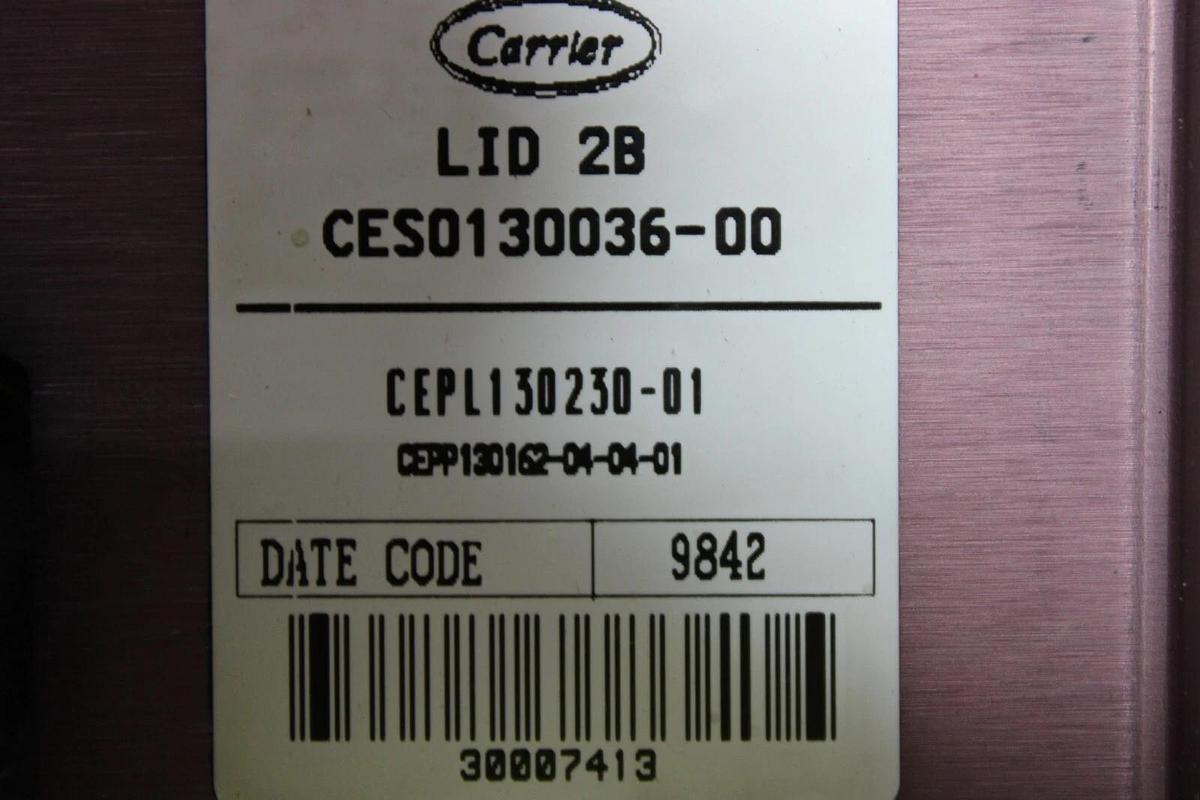 Carrier
LID 2B
CES0130036-00
CEPL130230-01
CEPP130162-04-04-01
DATE CODE 9842
30007413